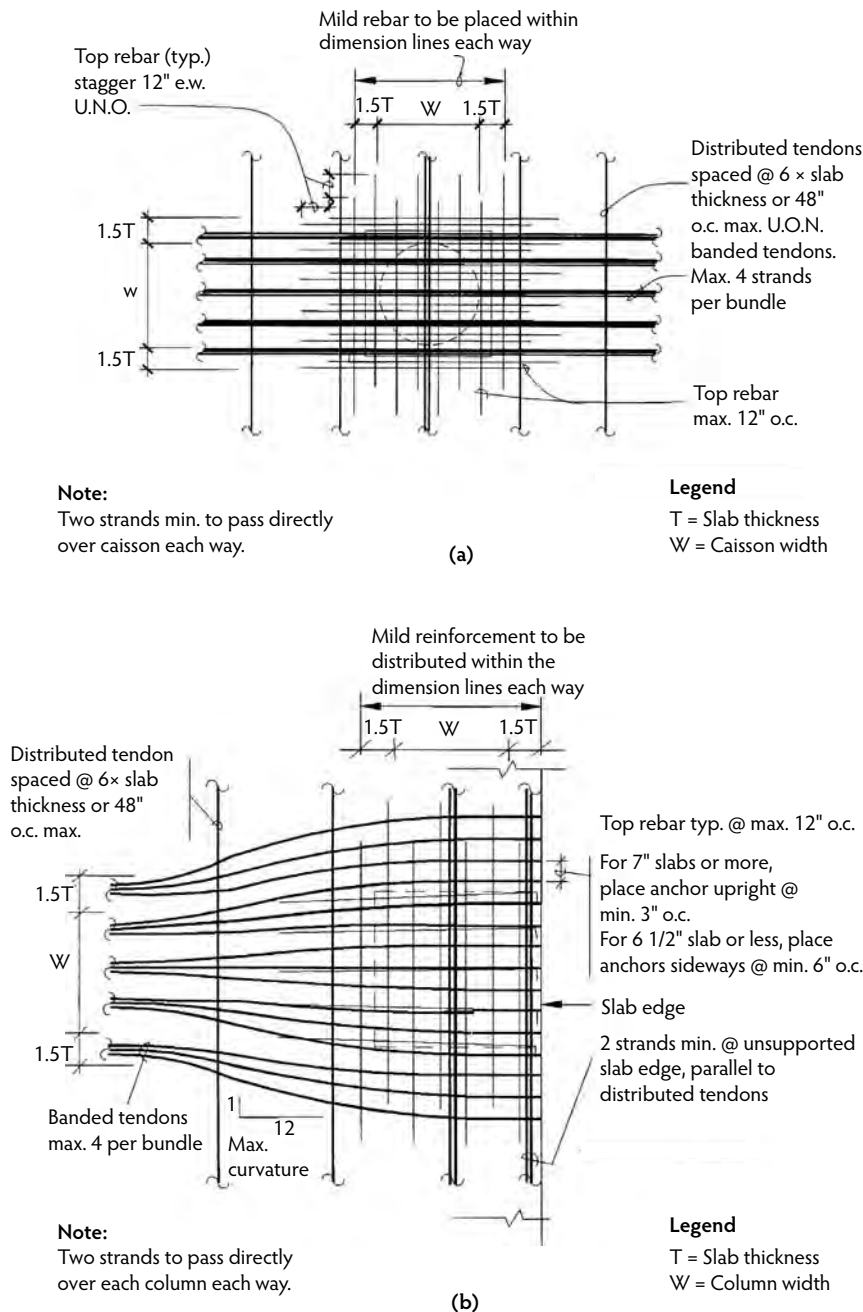 Mild rebar to be placed within
dimension lines each way
Top rebar (typ.)
stagger 12" e.w.
U.N.O.
1.5T
W
1.5T
Distributed tendons
spaced @ 6 × slab
thickness or 48"
o.c. max. U.O.N.
banded tendons.
Max. 4 strands
per bundle
1.5T
w
1.5T
Top rebar
max. 12" o.c.
Note:
Two strands min. to pass directly
over caisson each way.
(a)
Legend
T = Slab thickness
W = Caisson width
Mild reinforcement to be
distributed within the
dimension lines each way
1.5T
W
1.5T
Distributed tendon
spaced @ 6× slab
thickness or 48"
o.c. max.
Top rebar typ. @ max. 12" o.c.
For 7" slabs or more,
place anchor upright @
min. 3" o.c.
For 6 1/2" slab or less, place
anchors sideways @ min. 6" o.c.
1.5T
W
1.5T
Slab edge
2 strands min. @ unsupported
slab edge, parallel to
distributed tendons
Banded tendons
max. 4 per bundle
1
12
Max.
curvature
Note:
Two strands to pass directly
over each column each way.
(b)
Legend
T = Slab thickness
W = Column width